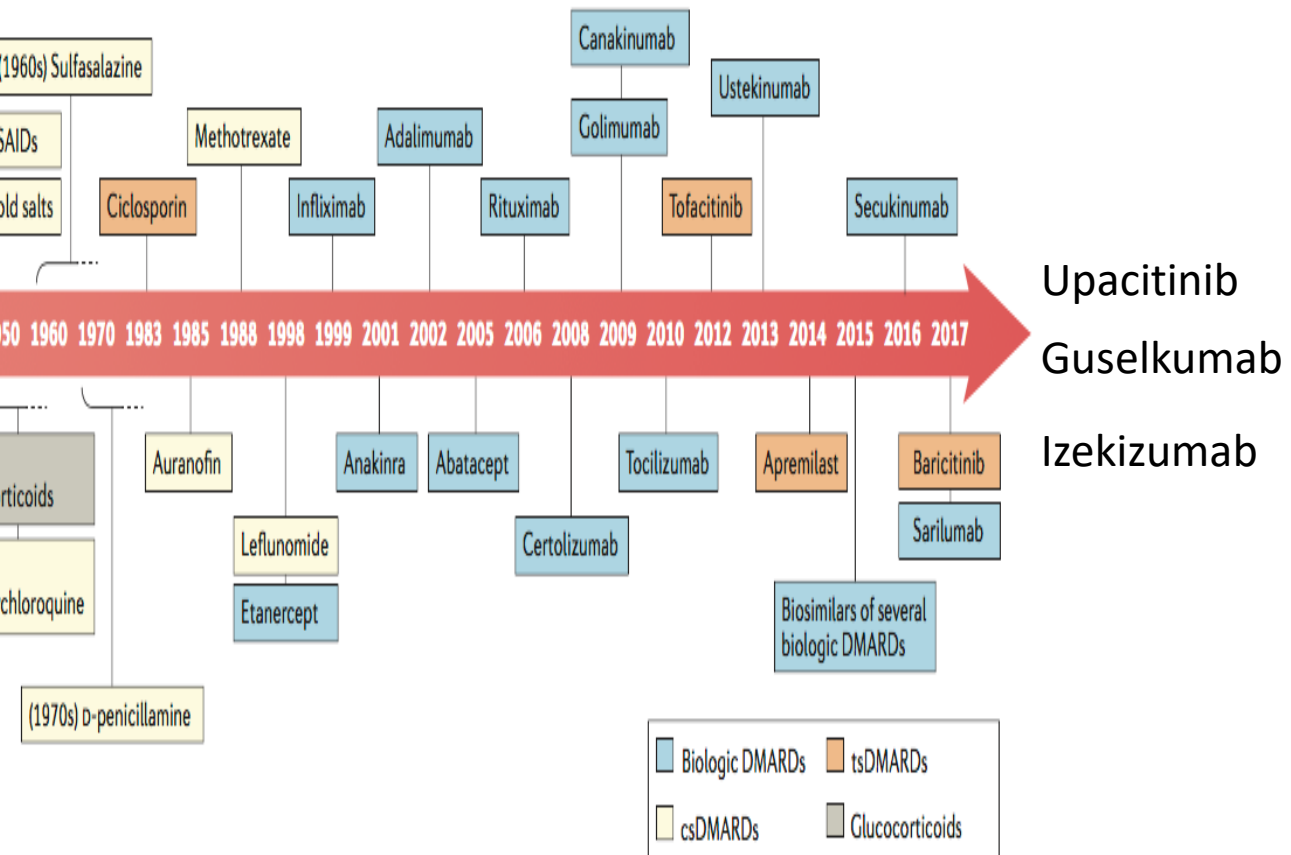 Canakinumab
(1960s) Sulfasalazine
Ustekinumab
Golimumab
SAIDs
Methotrexate
Adalimumab
old salts
Ciclosporin
Infliximab
Rituximab
Tofacitinib
Secukinumab
Upacitinib
50 1960 1970 1983 1985 1988 1998 1999 2001 2002 2005 2006 2008 2009 2010 2012 2013 2014 2015 2016 2017
Guselkumab
Izekizumab
rticoids
Auranofin
Anakinra
Abatacept
Tocilizumab
Apremilast
Baricitinib
Sarilumab
Leflunomide
Certolizumab
chloroquine
Etanercept
Biosimilars of several
biologic DMARDs
(1970s) D-penicillamine
Biologic DMARDs
tsDMARDs
csDMARDs
Glucocorticoids